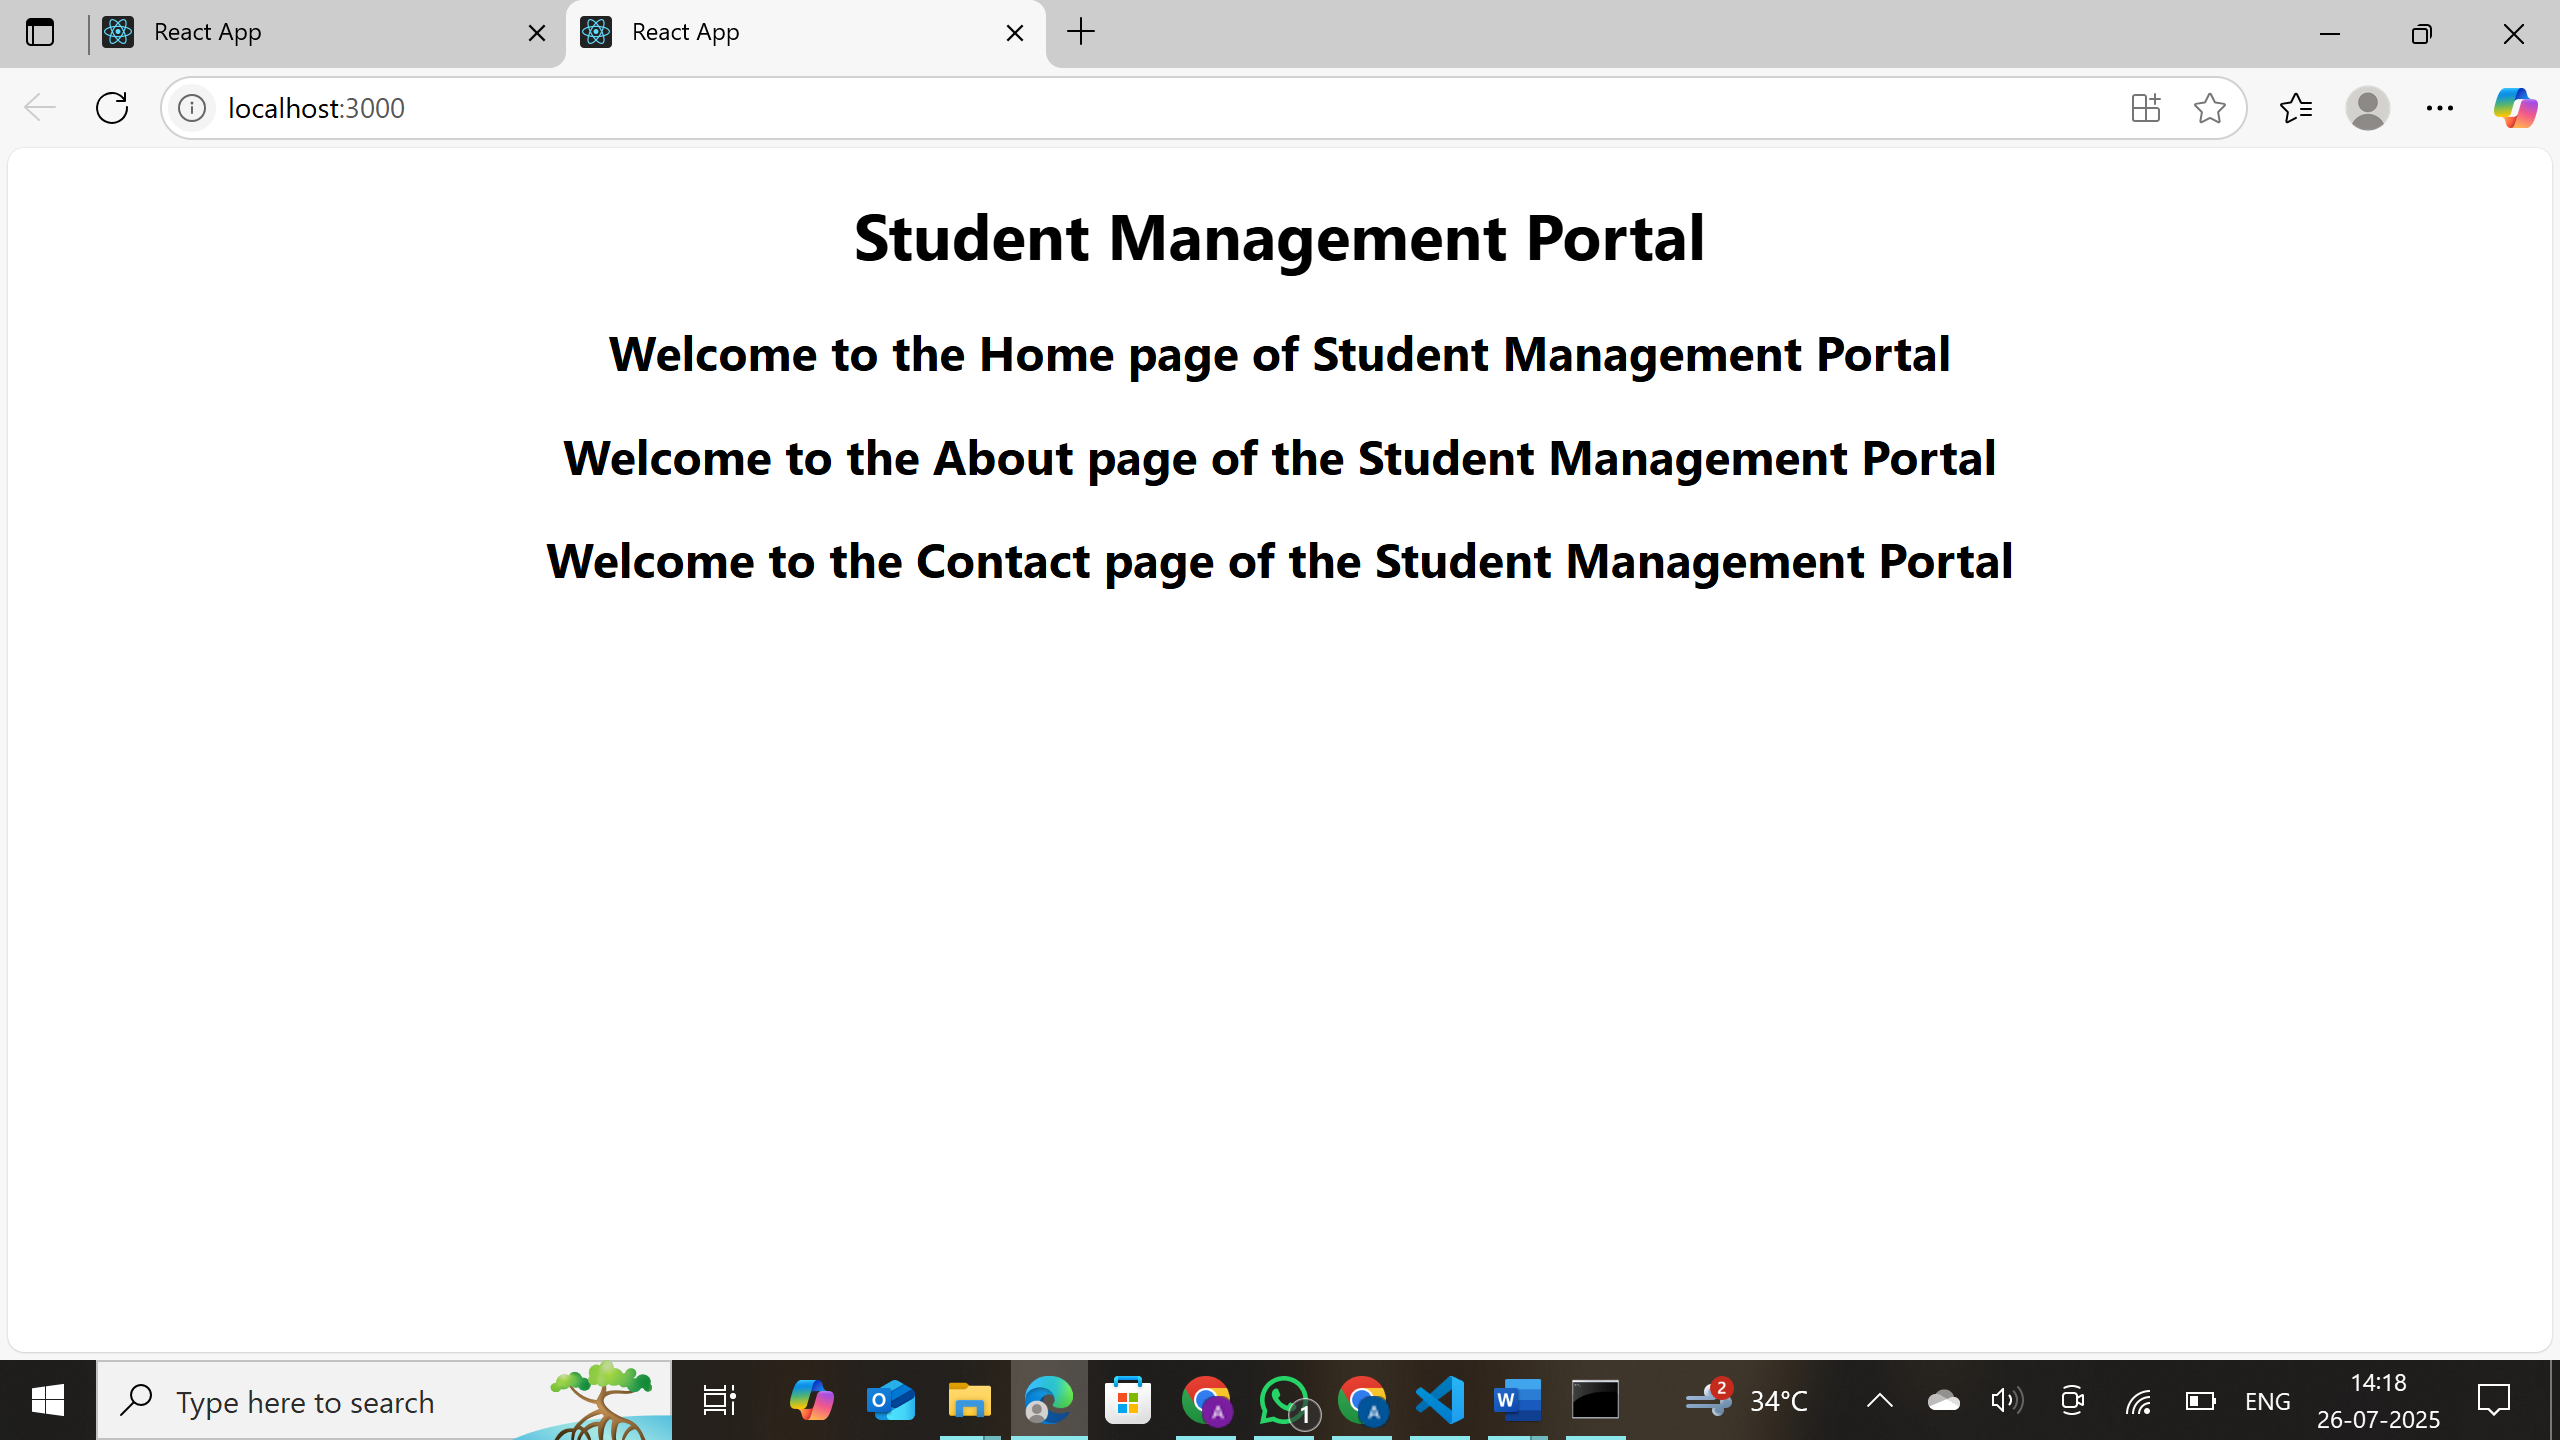 React App
React App
localhost:3000
Student Management Portal
Welcome to the Home page of Student Management Portal
Welcome to the About page of the Student Management Portal
Welcome to the Contact page of the Student Management Portal
Type here to search
O
A
1
A
W
2
34°C
ENG
14:18
26-07-2025